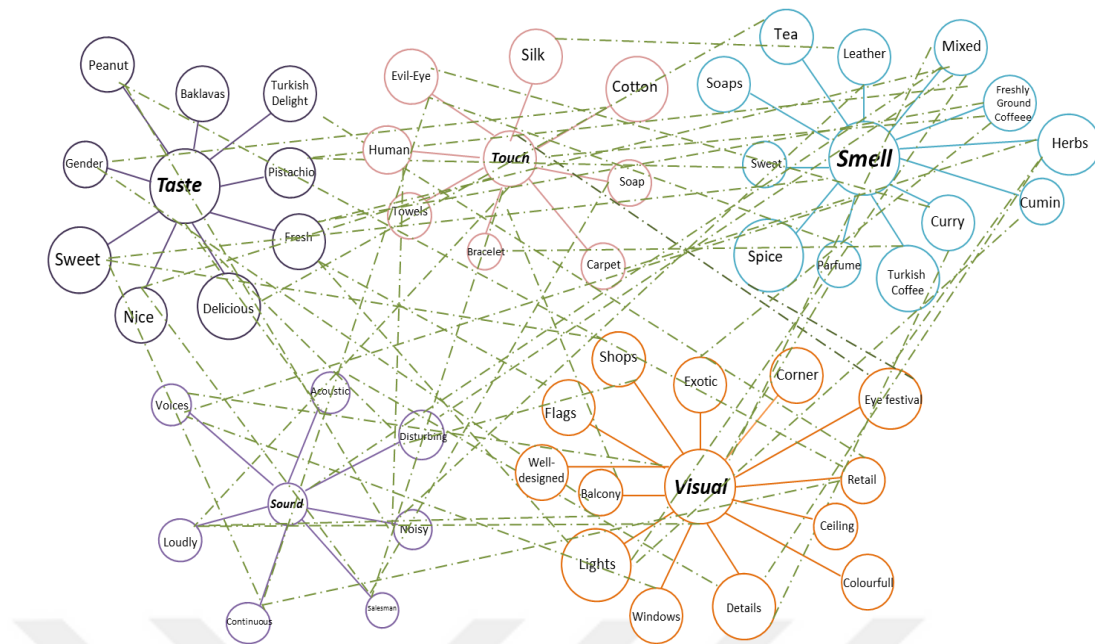 Peanut
Baklavas
Turkish
Delight
Gender
Taste
Pistachio
Sweet
Fresh
Nice
Delicious
Evil-Eye
Silk
Cotton
Human
Touch
Soap
Towels
Bracelet
Carpet
Tea
Leather
Mixed
Soaps
Freshly
Ground
Coffeee
Herbs
Sweat
Smell
Cumin
Curry
Spice
Parfume
Turkish
Coffee
Voices
Acoustic
Disturbing
Sound
Loudly
Noisy
Continuous
Salesman
Shops
Exotic
Corner
Flags
Eye festival
Well-
designed
Balcony
Visual
Retail
Ceiling
Lights
Colourfull
Windows
Details